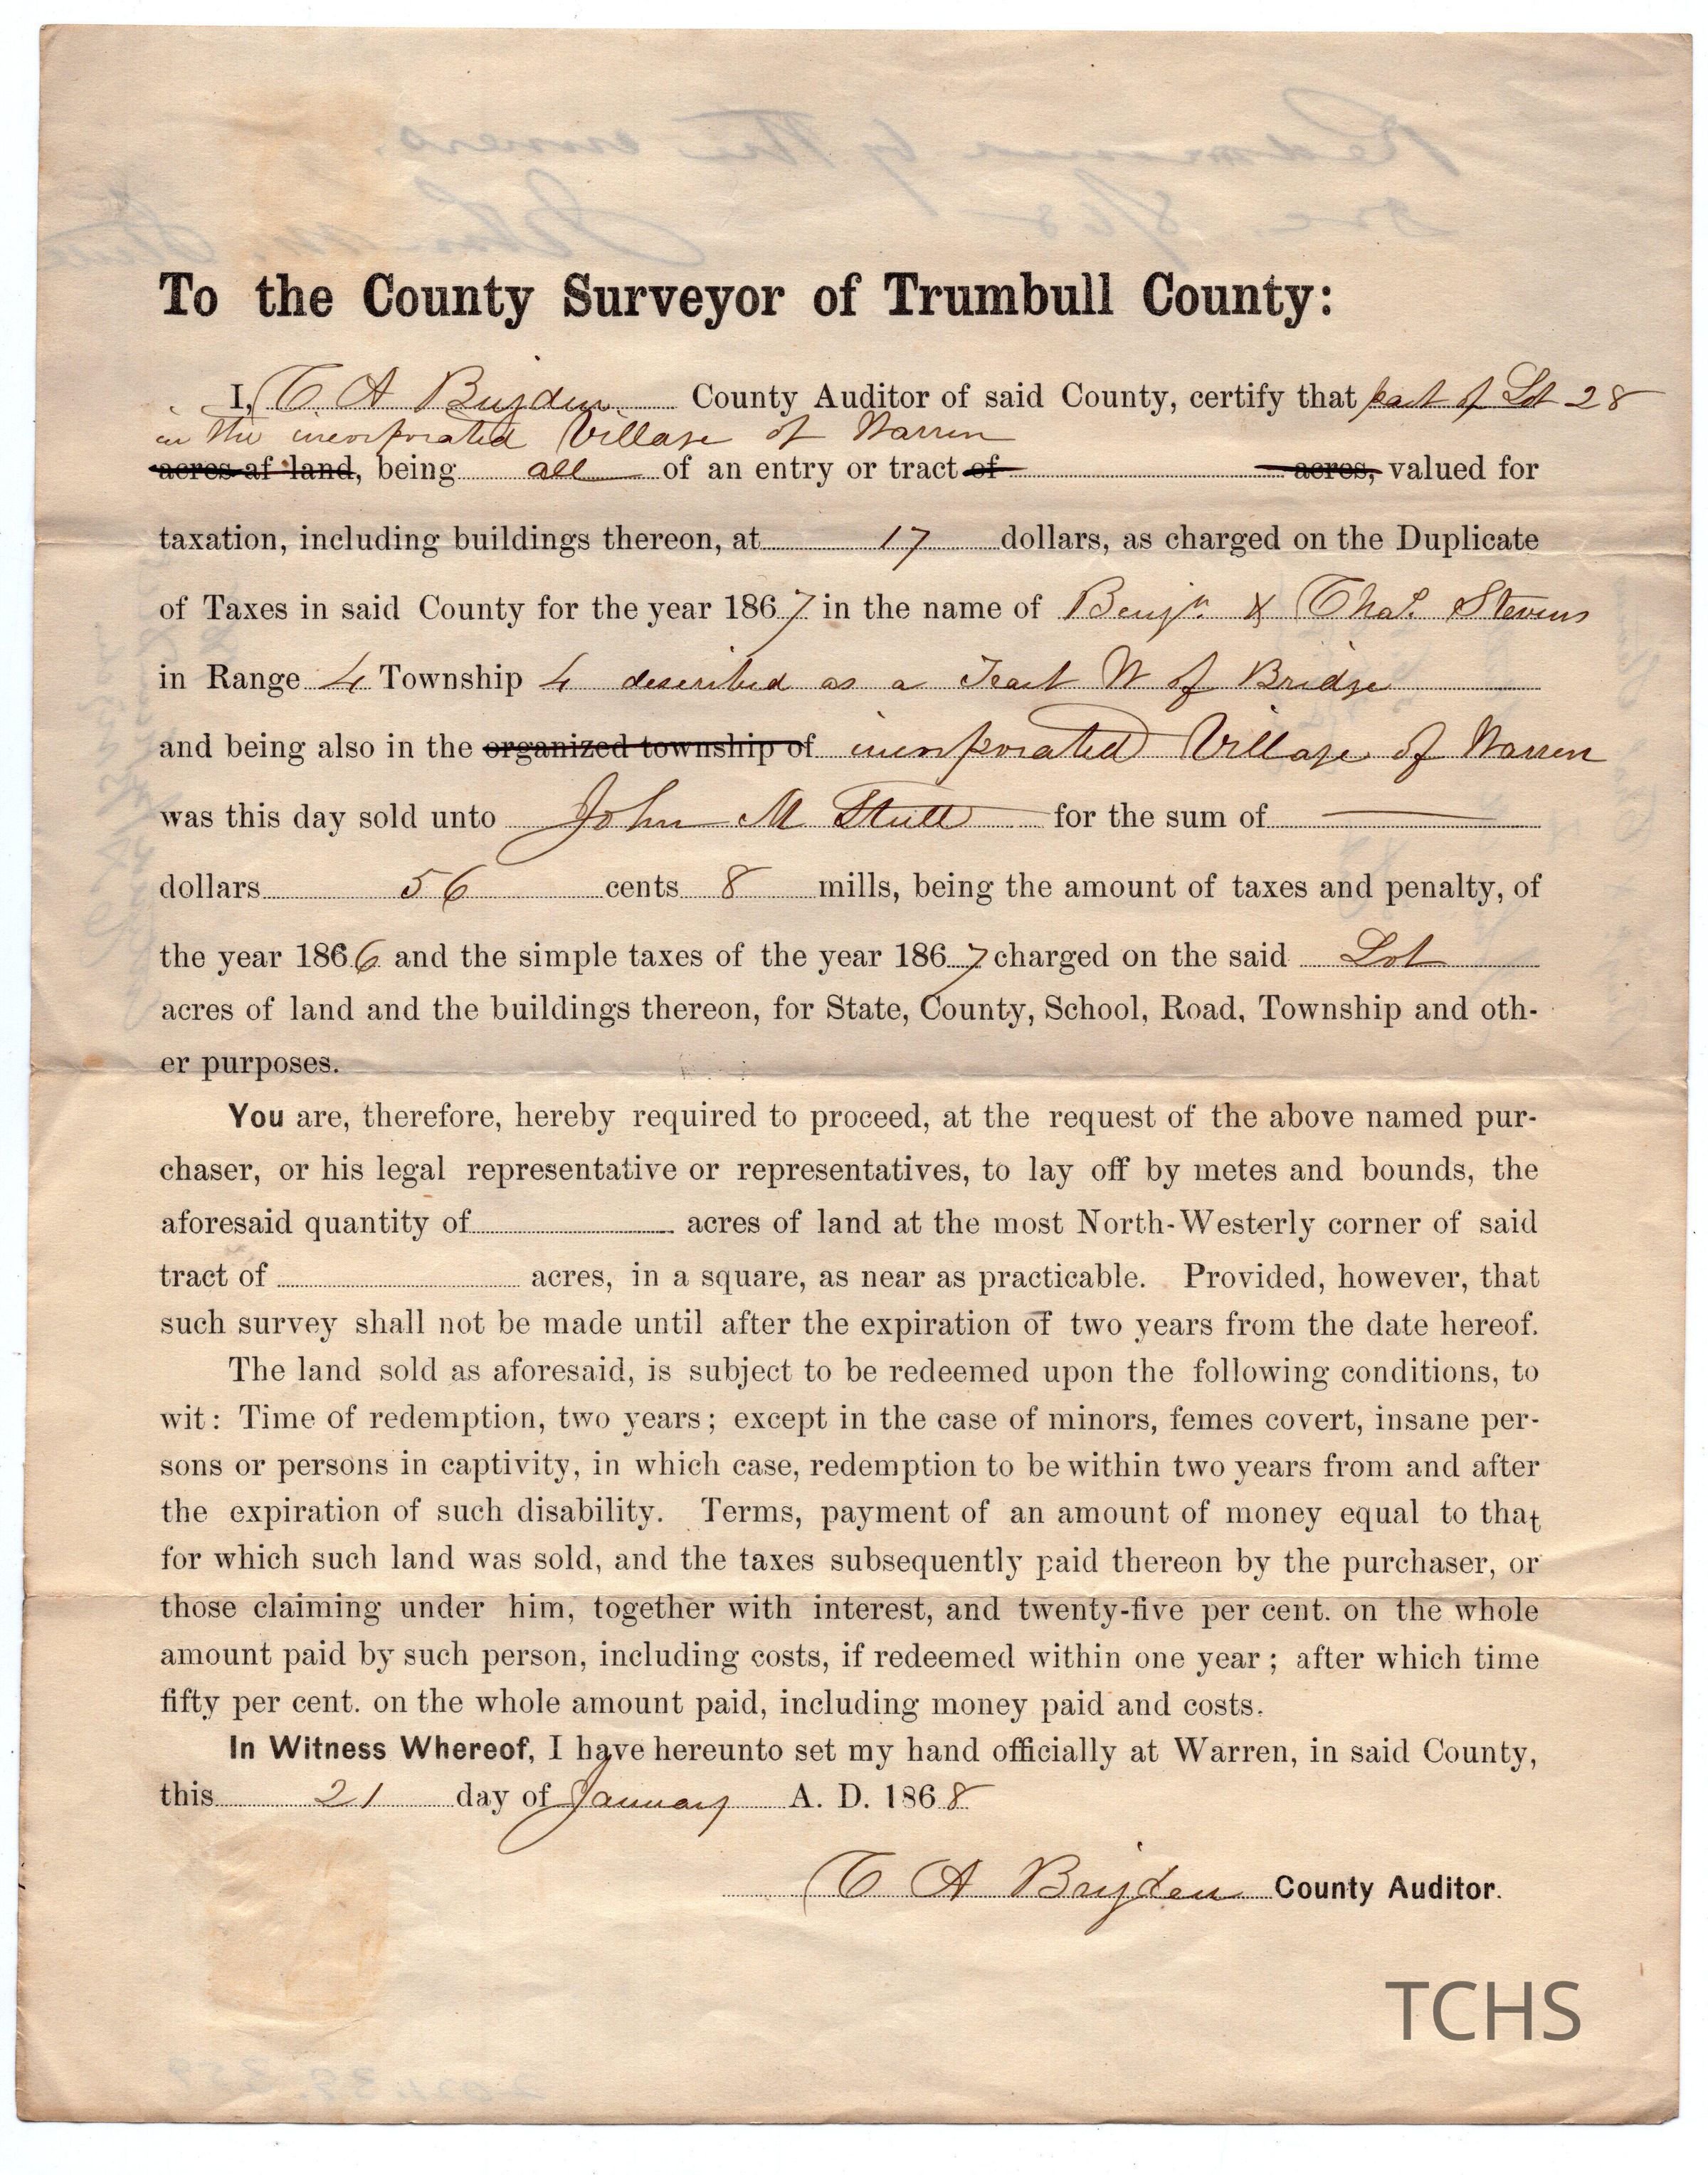 To the County Surveyor of Trumbull County:
I, C. A Brigden County Auditor of said County, certify that part of Lot 28
in the incorporated Village of Warren
acres af land, being all of an entry or tract of acres, valued for
taxation, including buildings thereon, at 17 dollars, as charged on the Duplicate
of Taxes in said County for the year 1867 in the name of Benjn. & Chas. Stevens
in Range 4 Township 4 described as a Tract W of Bridge
and being also in the organized township of incorporated Village of Warren
was this day sold unto John M Stull for the sum of —
dollars 56 cents 8 mills, being the amount of taxes and penalty, of
the year 1866 and the simple taxes of the year 1867 charged on the said Lot
acres of land and the buildings thereon, for State, County, School, Road, Township and oth-
er purposes.
You are, therefore, hereby required to proceed, at the request of the above named pur-
chaser, or his legal representative or representatives, to lay off by metes and bounds, the
aforesaid quantity of acres of land at the most North-Westerly corner of said
tract of acres, in a square, as near as practicable. Provided, however, that
such survey shall not be made until after the expiration of two years from the date hereof.
The land sold as aforesaid, is subject to be redeemed upon the following conditions, to
wit: Time of redemption, two years; except in the case of minors, femes covert, insane per-
sons or persons in captivity, in which case, redemption to be within two years from and after
the expiration of such disability. Terms, payment of an amount of money equal to that
for which such land was sold, and the taxes subsequently paid thereon by the purchaser, or
those claiming under him, together with interest, and twenty-five per cent. on the whole
amount paid by such person, including costs, if redeemed within one year; after which time
fifty per cent. on the whole amount paid, including money paid and costs.
In Witness Whereof, I have hereunto set my hand officially at Warren, in said County,
this 21 day of January A. D. 1868
C A Brigden County Auditor.
TCHS